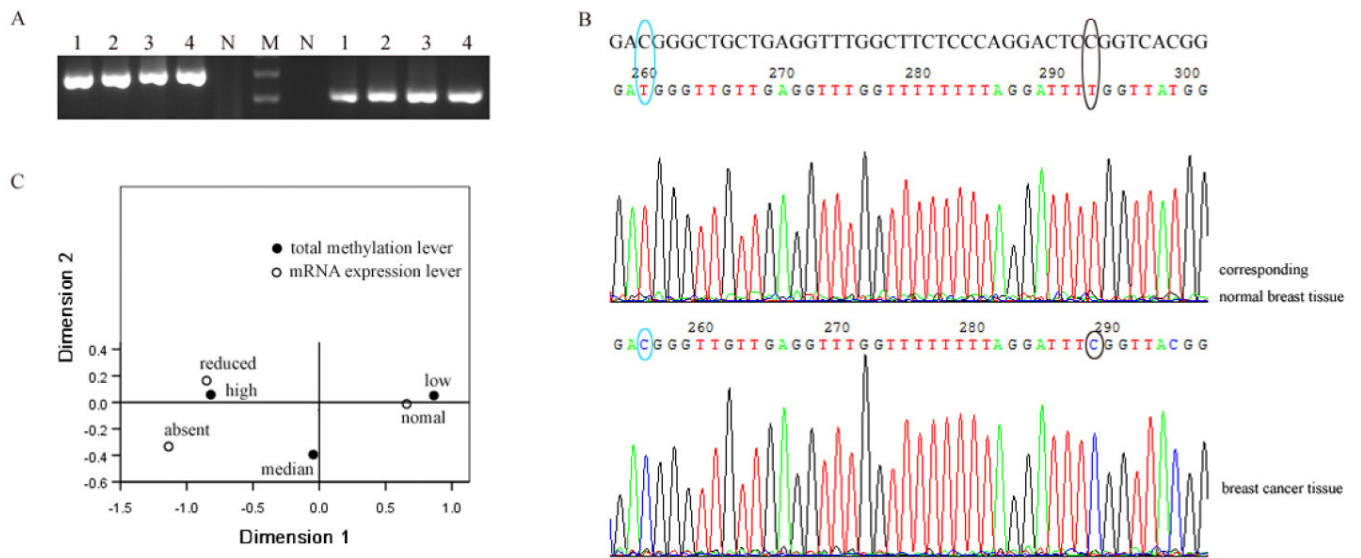 A
1 2 3 4 N M N 1 2 3 4
B
GACGGGCTGCTGAGGTTTGGCTTCTCCCAGGACTCCGGTCACGG
260 270 280 290 300
GATGGGTTGTTGAGGTTTGGTTTTTTTTAGGATTTTGGTTATGG
corresponding
normal breast tissue
260 270 280 290
GACGGGTTGTTGAGGTTTGGTTTTTTTTAGGATTTCGGTTACGG
breast cancer tissue
C
total methylation lever
mRNA expression lever
Dimension 2
0.4
0.2
0.0
-0.2
-0.4
-0.6
reduced
high
low
nomal
absent
median
-1.5 -1.0 -0.5 0.0 0.5 1.0
Dimension 1